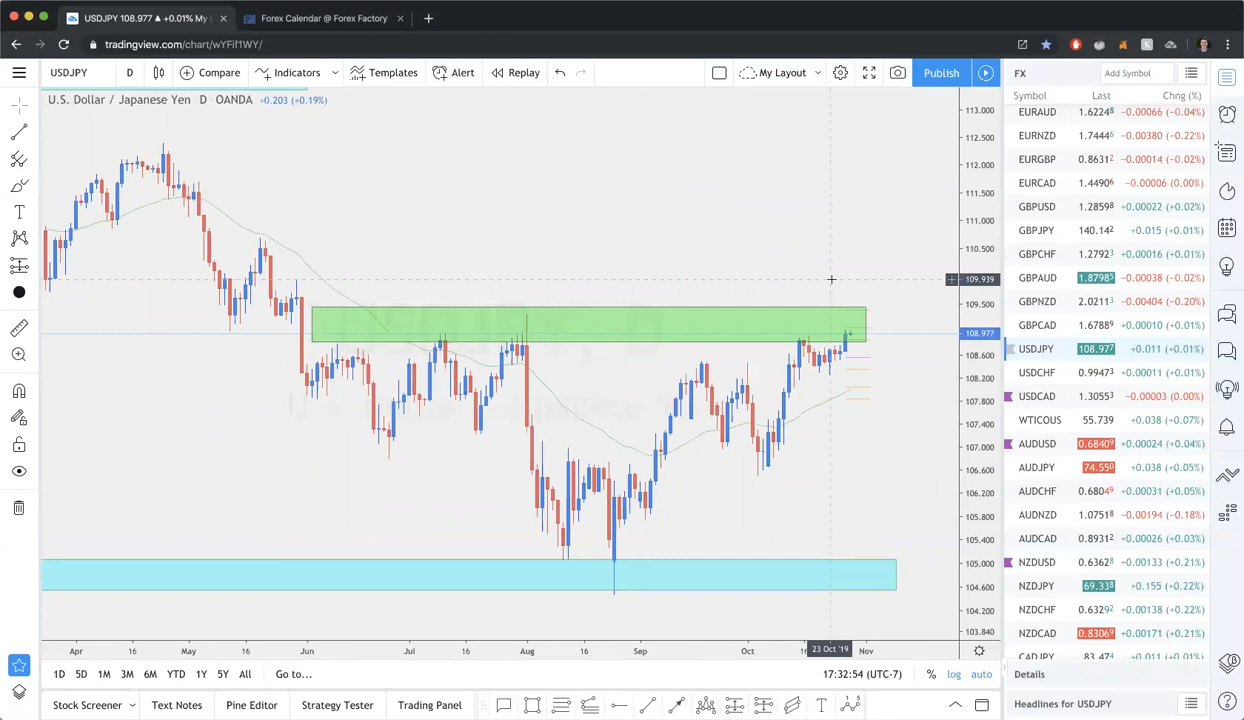 USDJPY 108.977 ▲ +0.01% My
Forex Calendar @ Forex Factory
tradingview.com/chart/wYFif1WY/
USDJPY D Compare Indicators Templates Alert Replay My Layout Publish
U.S. Dollar / Japanese Yen D OANDA +0.203 (+0.19%)
113.000
112.500
112.000
111.500
111.000
110.500
109.939
109.500
108.977
108.600
108.200
107.800
107.400
107.000
106.600
106.200
105.800
105.400
105.000
104.600
104.200
103.840
Apr 16 May 16 Jun Jul 16 Aug 16 Sep Oct 23 Oct '19 Nov
1D 5D 1M 3M 6M YTD 1Y 5Y All Go to...
17:32:54 (UTC-7) % log auto
Stock Screener Text Notes Pine Editor Strategy Tester Trading Panel
FX Add Symbol
Symbol Last Chng (%)
EURAUD 1.62248 −0.00066 (−0.04%)
EURNZD 1.74446 −0.00380 (−0.22%)
EURGBP 0.86312 −0.00014 (−0.02%)
EURCAD 1.44906 −0.00006 (0.00%)
GBPUSD 1.28598 +0.00022 (+0.02%)
GBPJPY 140.142 +0.015 (+0.01%)
GBPCHF 1.27923 +0.00016 (+0.01%)
GBPAUD 1.87985 −0.00038 (−0.02%)
GBPNZD 2.02113 −0.00404 (−0.20%)
GBPCAD 1.67889 +0.00010 (+0.01%)
USDJPY 108.977 +0.011 (+0.01%)
USDCHF 0.99473 +0.00011 (+0.01%)
USDCAD 1.30553 −0.00003 (0.00%)
WTICOUS 55.739 +0.038 (+0.07%)
AUDUSD 0.68409 +0.00024 (+0.04%)
AUDJPY 74.559 +0.038 (+0.05%)
AUDCHF 0.68049 +0.00031 (+0.05%)
AUDNZD 1.07518 −0.00194 (−0.18%)
AUDCAD 0.89312 +0.00026 (+0.03%)
NZDUSD 0.63628 +0.00133 (+0.21%)
NZDJPY 69.338 +0.155 (+0.22%)
NZDCHF 0.63292 +0.00138 (+0.22%)
NZDCAD 0.83069 +0.00171 (+0.21%)
CADJPY 83.474 +0.011 (+0.01%)
Details
Headlines for USDJPY